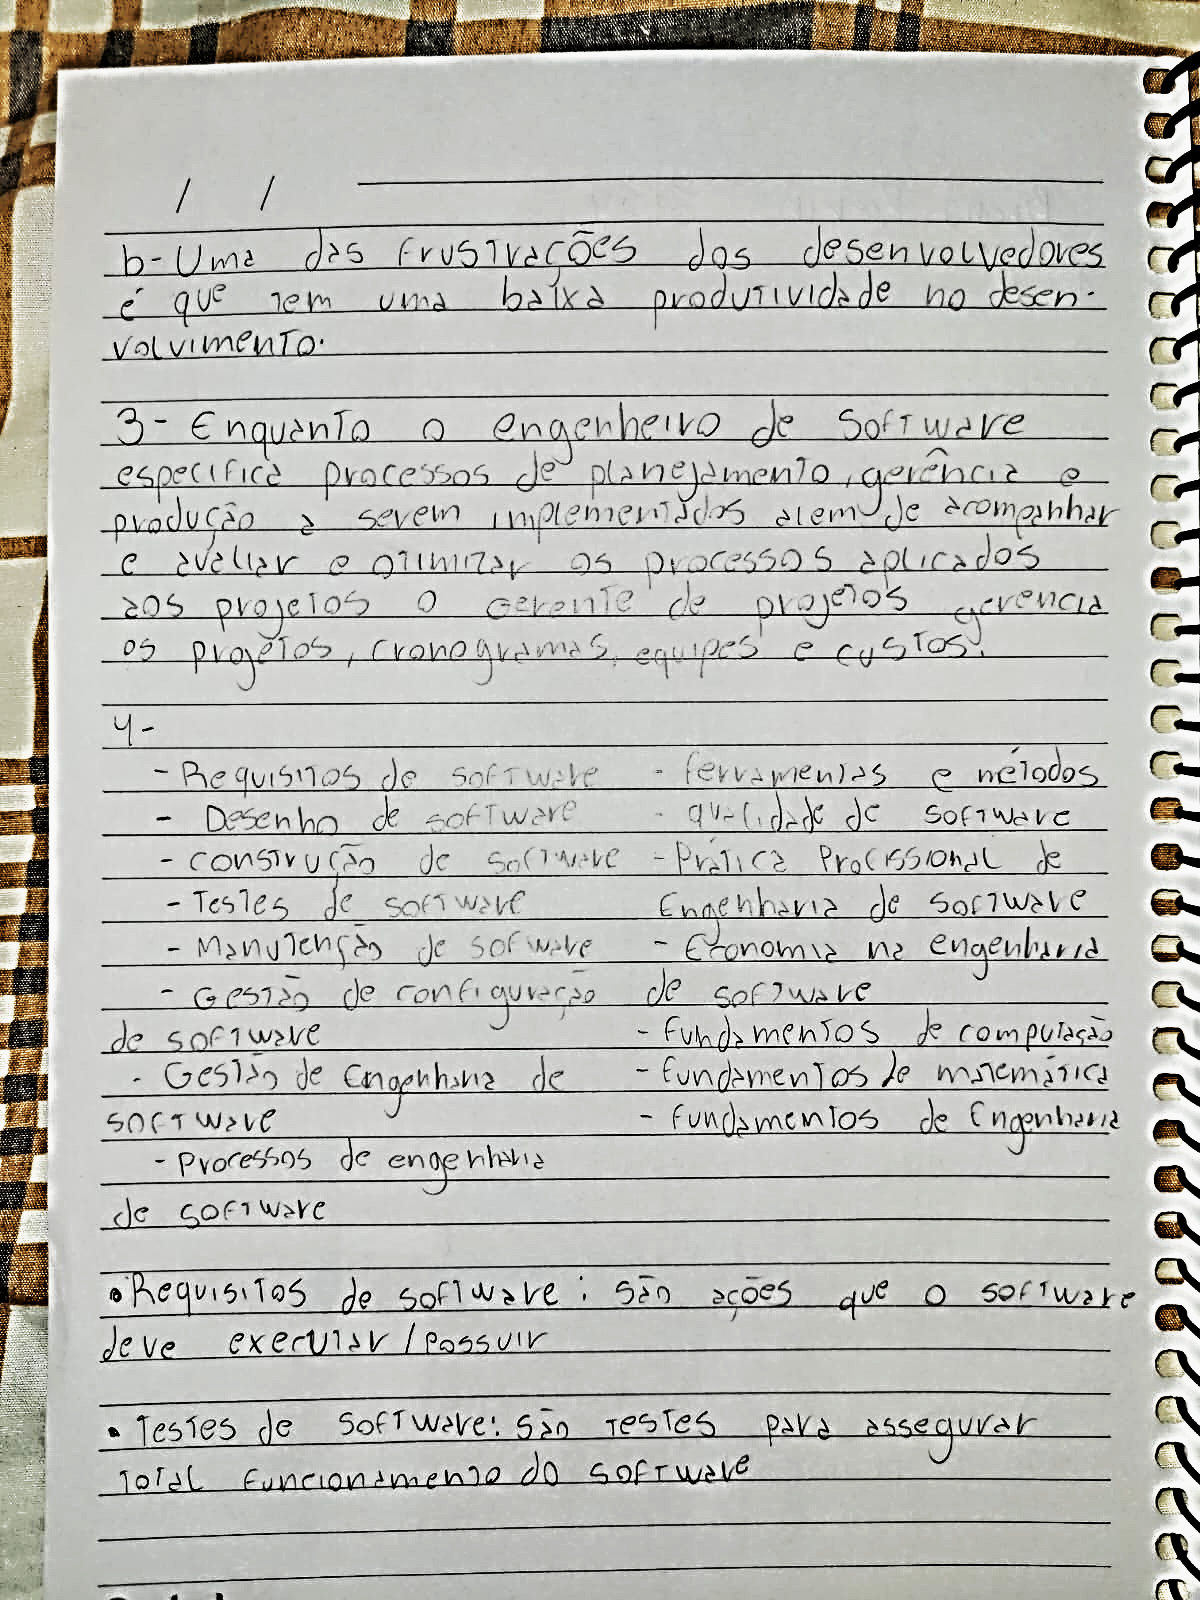 / /
b- Uma das frustrações dos desenvolvedores
é que tem uma baixa produtividade no desen-
volvimento.
3- Enquanto o engenheiro de software
especifica processos de planejamento, gerência e
produção a serem implementados alem de acompanhar
e avaliar e otimizar os processos aplicados
aos projetos o Gerente de projetos gerencia
os projetos, cronogramas, equipes e custos.
4-
- Requisitos de software
- Desenho de software
- construção de software
- Testes de software
- Manutenção de software
- Gestão de configuração
de software
- Gestão de Engenharia de
software
- Processos de engenharia
de software
- ferramentas e métodos
- qualidade de software
- Prática Profissional de
Engenharia de software
- Economia na engenharia
de software
- fundamentos de computação
- fundamentos de matemática
- fundamentos de Engenharia
• Requisitos de software: são ações que o software
deve executar / possuir
• Testes de software: são testes para assegurar
total funcionamento do software